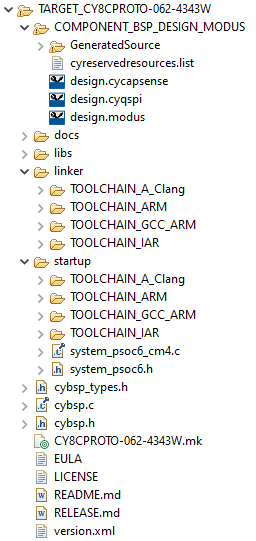 TARGET_CY8CPROTO-062-4343W
COMPONENT_BSP_DESIGN_MODUS
GeneratedSource
cyreservedresources.list
design.cycapsense
design.cyqspi
design.modus
docs
libs
linker
TOOLCHAIN_A_Clang
TOOLCHAIN_ARM
TOOLCHAIN_GCC_ARM
TOOLCHAIN_IAR
startup
TOOLCHAIN_A_Clang
TOOLCHAIN_ARM
TOOLCHAIN_GCC_ARM
TOOLCHAIN_IAR
system_psoc6_cm4.c
system_psoc6.h
cybsp_types.h
cybsp.c
cybsp.h
CY8CPROTO-062-4343W.mk
EULA
LICENSE
README.md
RELEASE.md
version.xml